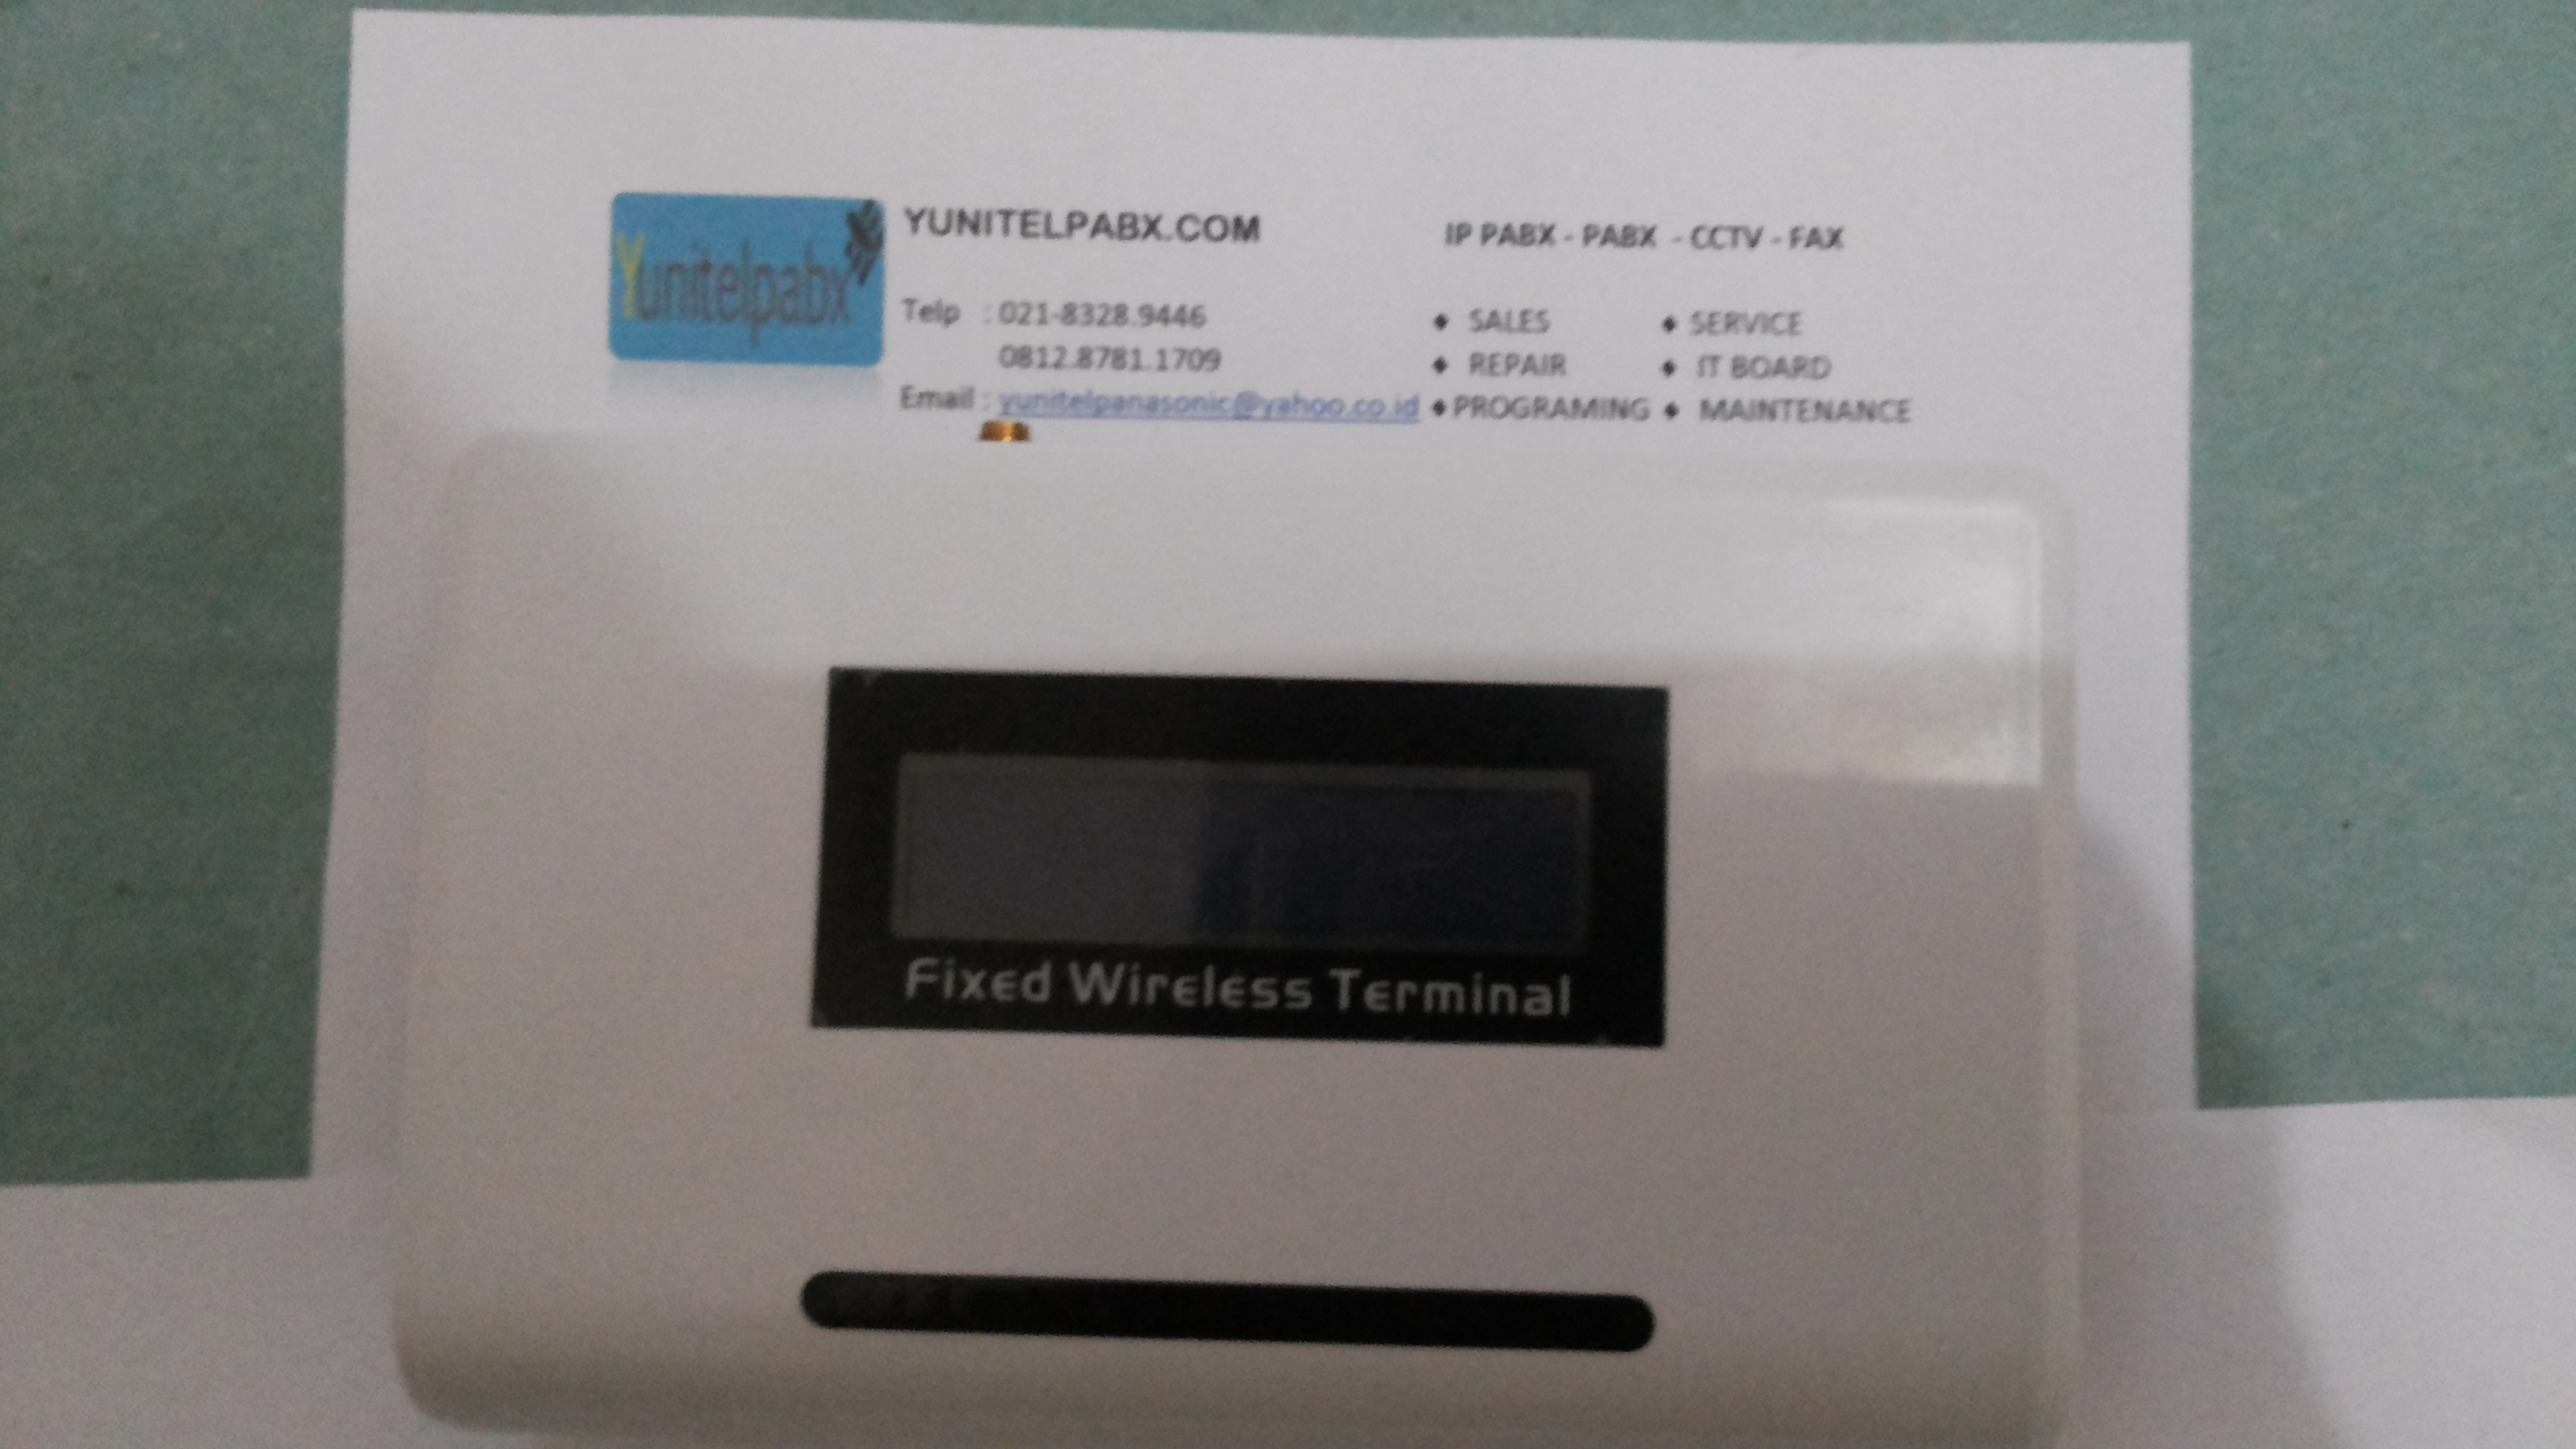 Yunitelpabx
YUNITELPABX.COM
Telp : 021-8328.9446
0812.8781.1709
Email : yunitelpanasonic@yahoo.co.id
IP PABX - PABX - CCTV - FAX
♦ SALES ♦ SERVICE
♦ REPAIR ♦ IT BOARD
♦ PROGRAMING ♦ MAINTENANCE
Fixed Wireless Terminal